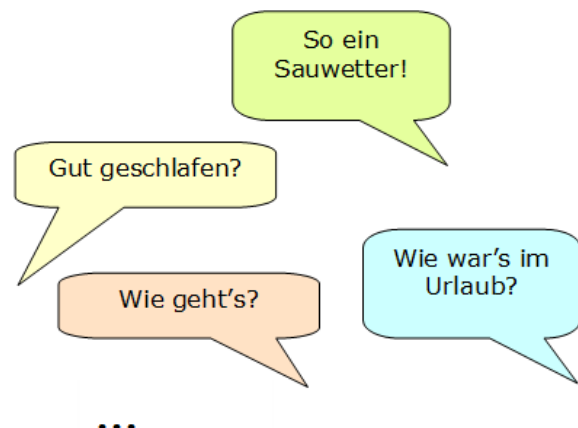 So ein
Sauwetter!
Gut geschlafen?
Wie war’s im
Urlaub?
Wie geht’s?
...